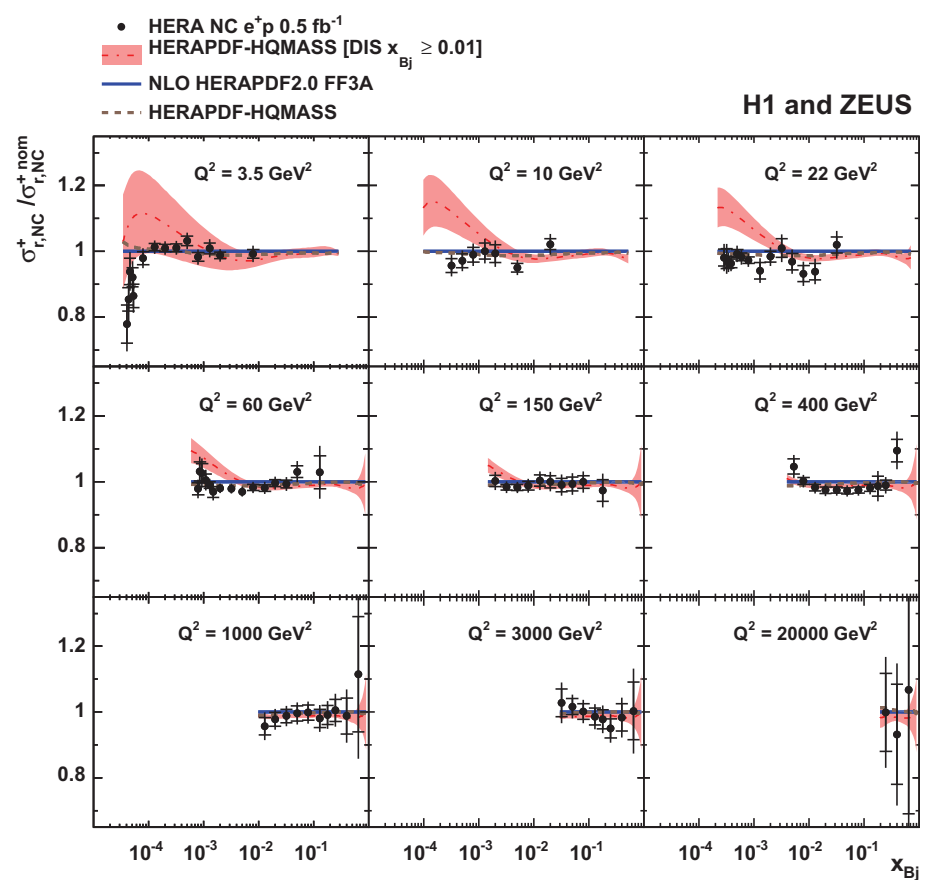 HERA NC e⁺p 0.5 fb⁻¹
HERAPDF-HQMASS [DIS x_Bj ≥ 0.01]
NLO HERAPDF2.0 FF3A
HERAPDF-HQMASS
H1 and ZEUS
σ⁺_r,NC / σ⁺ nom_r,NC
Q² = 3.5 GeV² Q² = 10 GeV² Q² = 22 GeV²
1.2
1
0.8
Q² = 60 GeV² Q² = 150 GeV² Q² = 400 GeV²
1.2
1
0.8
Q² = 1000 GeV² Q² = 3000 GeV² Q² = 20000 GeV²
1.2
1
0.8
10⁻⁴ 10⁻³ 10⁻² 10⁻¹ 10⁻⁴ 10⁻³ 10⁻² 10⁻¹ 10⁻⁴ 10⁻³ 10⁻² 10⁻¹
x_Bj